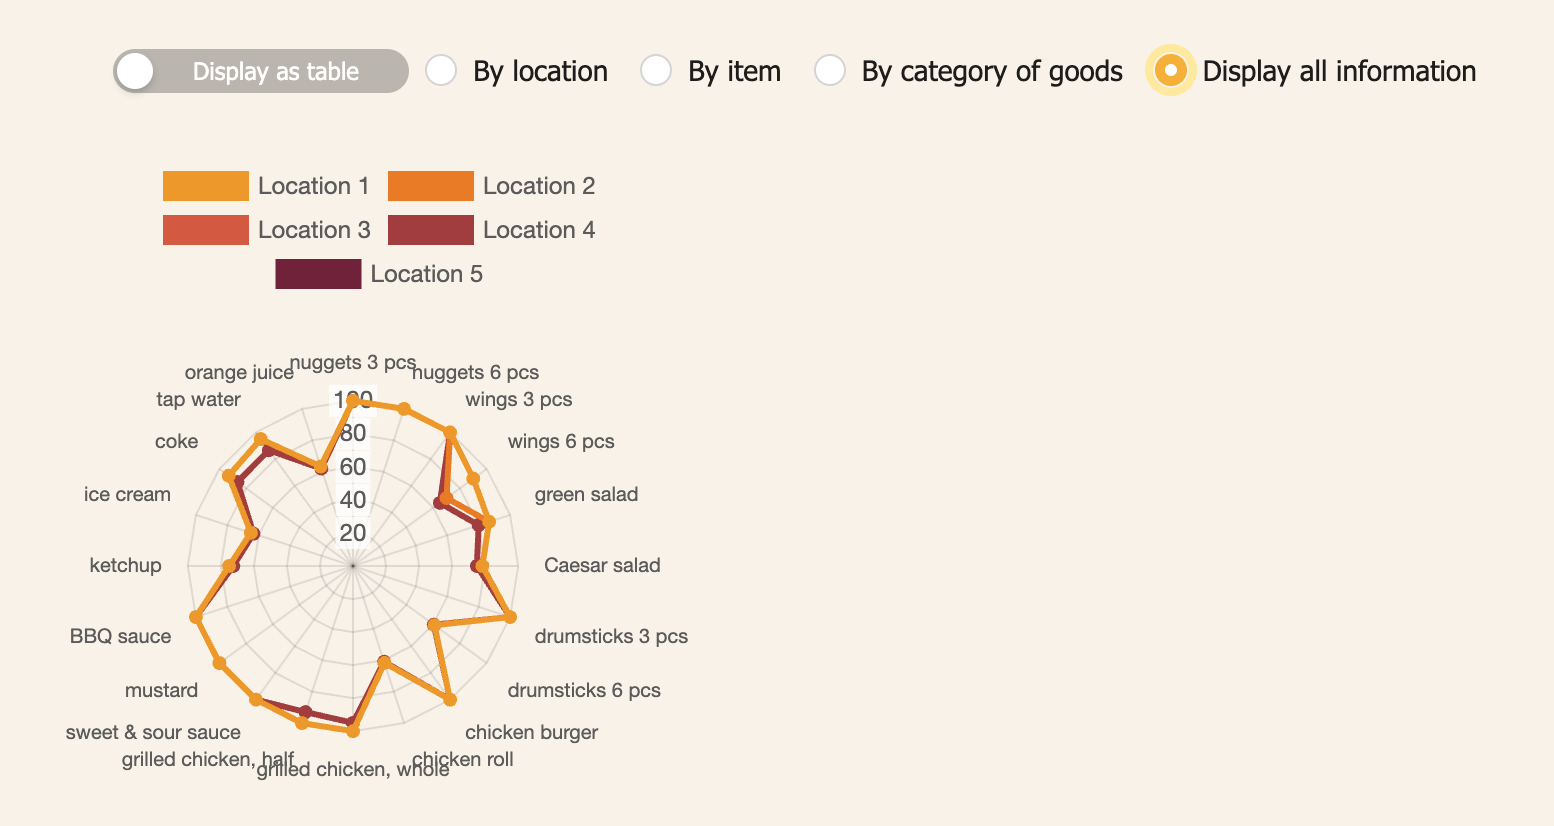 Display as table
By location
By item
By category of goods
Display all information
Location 1
Location 2
Location 3
Location 4
Location 5
nuggets 3 pcs
orange juice
nuggets 6 pcs
tap water
wings 3 pcs
100
80
coke
wings 6 pcs
60
ice cream
green salad
40
20
ketchup
Caesar salad
BBQ sauce
drumsticks 3 pcs
mustard
drumsticks 6 pcs
sweet & sour sauce
chicken burger
grilled chicken, half
chicken roll
grilled chicken, whole